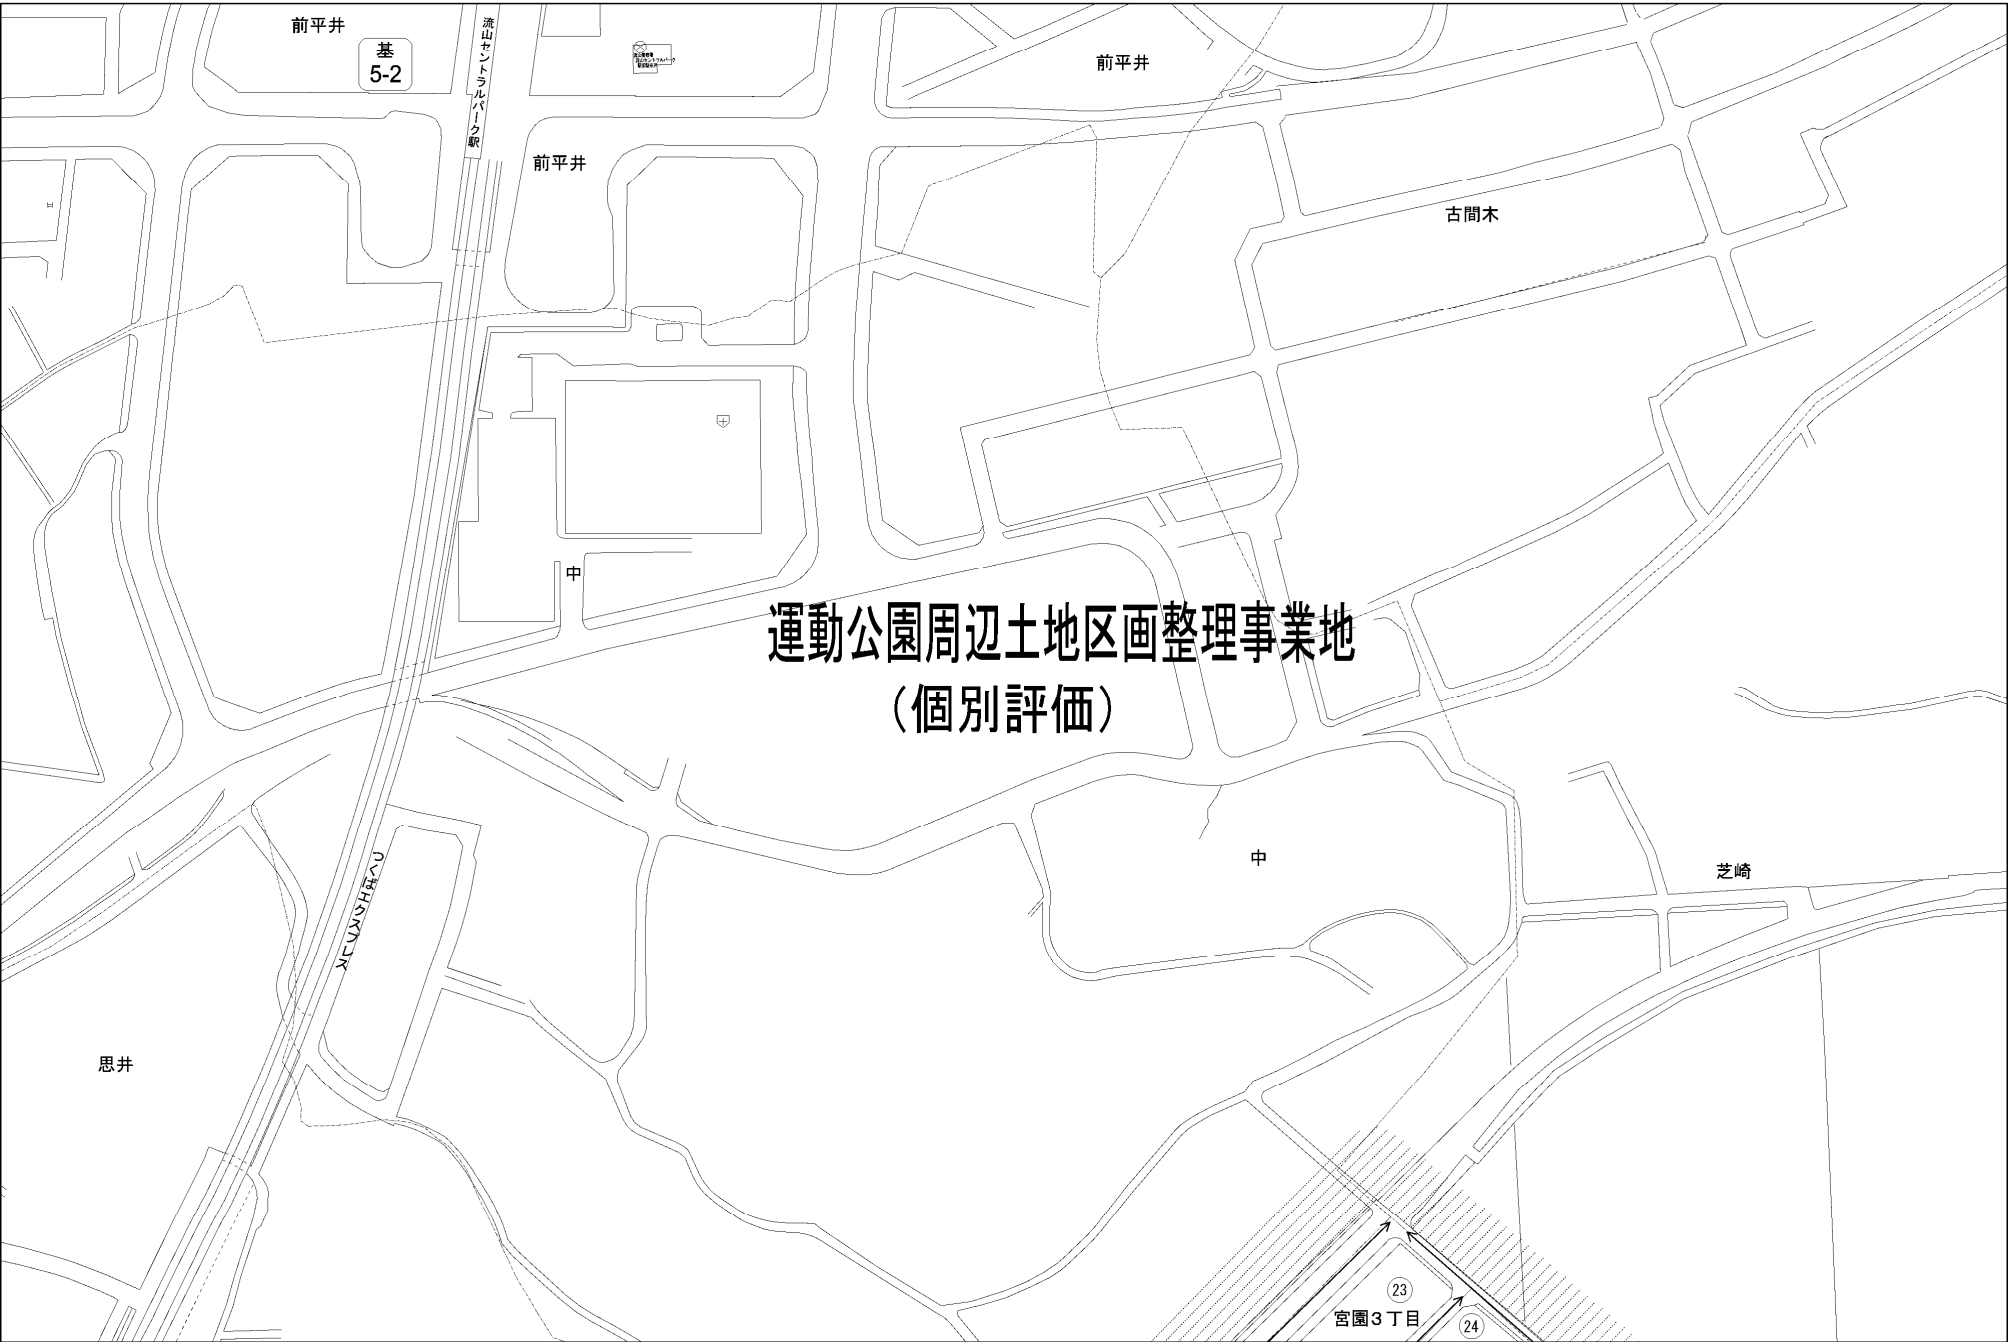 前平井
基
5-2
流山セントラルパーク駅
前平井
前平井
古間木
中
運動公園周辺土地区画整理事業地
（個別評価）
中
芝崎
つくばエクスプレス
思井
23
宮園３丁目
24